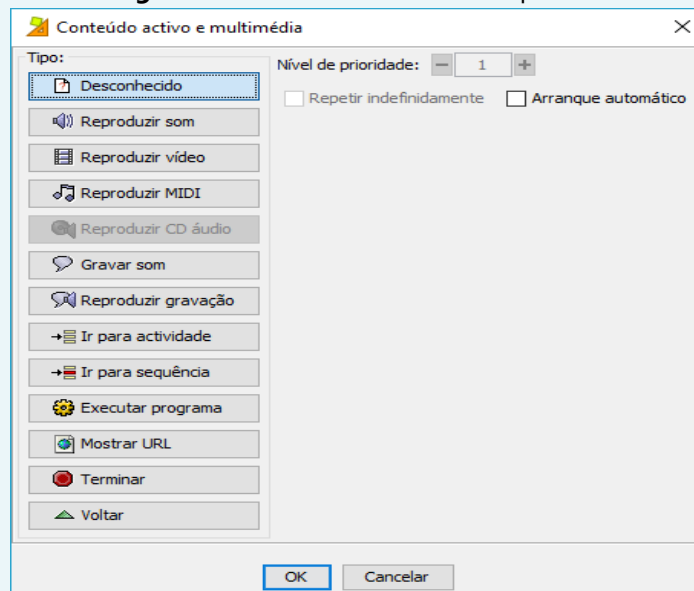 Conteúdo activo e multimédia
Tipo:
Desconhecido
Reproduzir som
Reproduzir vídeo
Reproduzir MIDI
Reproduzir CD áudio
Gravar som
Reproduzir gravação
Ir para actividade
Ir para sequência
Executar programa
Mostrar URL
Terminar
Voltar
Nível de prioridade: 1
Repetir indefinidamente Arranque automático
OK Cancelar